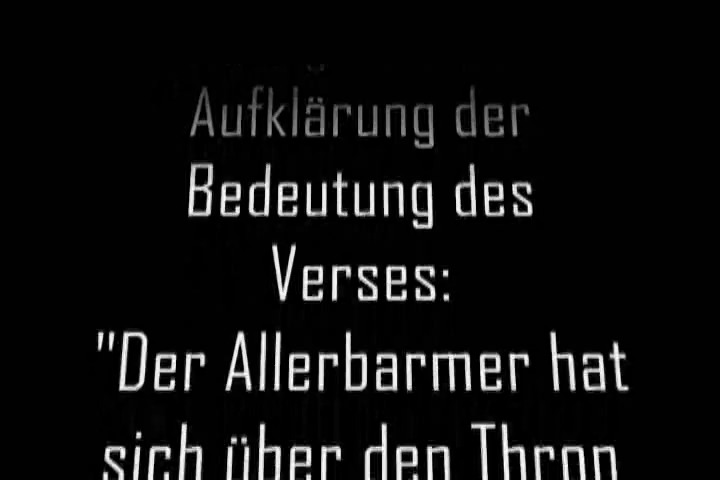 Aufklärung der
Bedeutung des
Verses:
"Der Allerbarmer hat
sich über den Thron